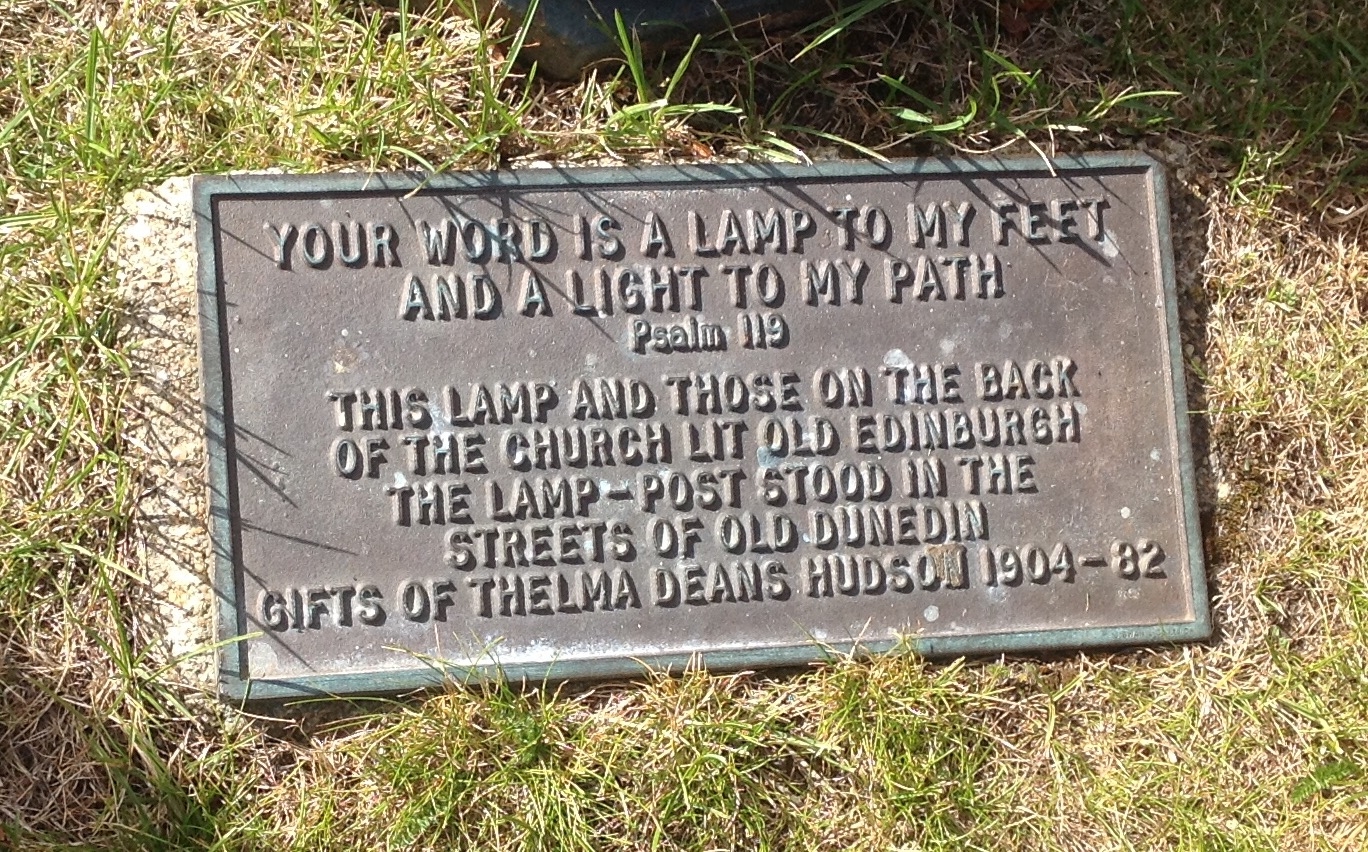 YOUR WORD IS A LAMP TO MY FEET
AND A LIGHT TO MY PATH
Psalm 119
THIS LAMP AND THOSE ON THE BACK
OF THE CHURCH LIT OLD EDINBURGH
THE LAMP-POST STOOD IN THE
STREETS OF OLD DUNEDIN
GIFTS OF THELMA DEANS HUDSON 1904-82